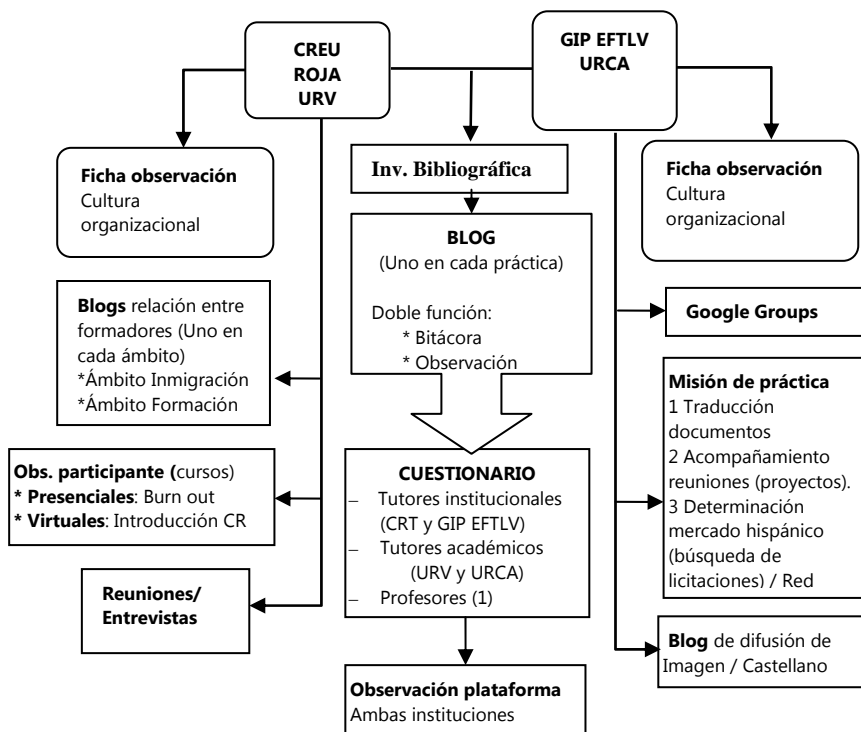 CREU
ROJA
URV
GIP EFTLV
URCA
Ficha observación
Cultura
organizacional
Inv. Bibliográfica
Ficha observación
Cultura
organizacional
BLOG
(Uno en cada práctica)
Doble función:
* Bitácora
* Observación
Blogs relación entre
formadores (Uno en
cada ámbito)
*Ámbito Inmigración
*Ámbito Formación
Google Groups
Misión de práctica
1 Traducción
documentos
2 Acompañamiento
reuniones (proyectos).
3 Determinación
mercado hispánico
(búsqueda de
licitaciones) / Red
Obs. participante (cursos)
* Presenciales: Burn out
* Virtuales: Introducción CR
CUESTIONARIO
– Tutores institucionales
(CRT y GIP EFTLV)
– Tutores académicos
(URV y URCA)
– Profesores (1)
Reuniones/
Entrevistas
Blog de difusión de
Imagen / Castellano
Observación plataforma
Ambas instituciones